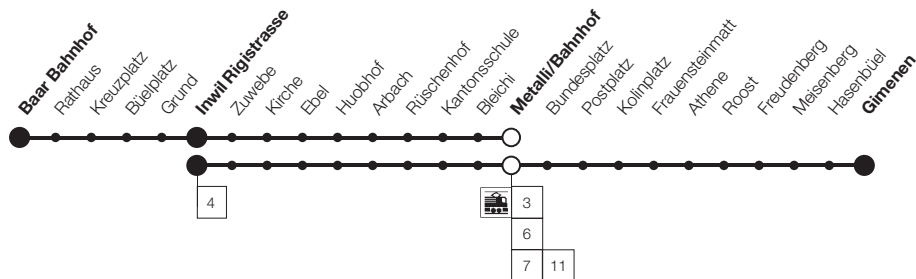 Baar Bahnhof
Rathaus
Kreuzplatz
Büelplatz
Grund
Inwil Rigistrasse
Zuwebe
Kirche
Ebel
Huobhof
Arbach
Rüschenhof
Kantonsschule
Bleichi
Metalli/Bahnhof
Bundesplatz
Postplatz
Kolinplatz
Frauensteinmatt
Athene
Roost
Freudenberg
Meisenberg
Hasenbüel
Gimenen
4
3
6
7 11